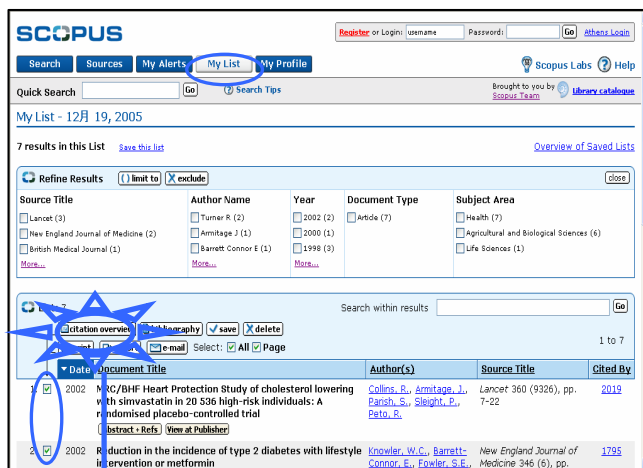 SCOPUS
Register or Login: username Password: Go Athens Login
Search Sources My Alerts My List My Profile
Scopus Labs ? Help
Quick Search Go ? Search Tips
Brought to you by
Scopus Team
Library catalogue
My List - 12月 19, 2005
7 results in this List Save this list Overview of Saved Lists
Refine Results limit to exclude close
Source Title Author Name Year Document Type Subject Area
Lancet (3) Turner R (2) 2002 (2) Article (7) Health (7)
New England Journal of Medicine (2) Armitage J (1) 2000 (1) Agricultural and Biological Sciences (6)
British Medical Journal (1) Barrett Connor E (1) 1998 (3) Life Sciences (1)
More... More... More...
7 Search within results Go
citation overview bibliography save delete
1 to 7
e-mail Select: All Page
Date Document Title Author(s) Source Title Cited By
1 2002 MRC/BHF Heart Protection Study of cholesterol lowering Collins, R., Armitage, J., Lancet 360 (9326), pp. 2019
with simvastatin in 20 536 high-risk individuals: A Parish, S., Sleight, P., 7-22
randomised placebo-controlled trial Peto, R.
Abstract + Refs View at Publisher
2 2002 Reduction in the incidence of type 2 diabetes with lifestyle Knowler, W.C., Barrett- New England Journal of 1795
intervention or metformin Connor, E., Fowler, S.E., Medicine 346 (6), pp.